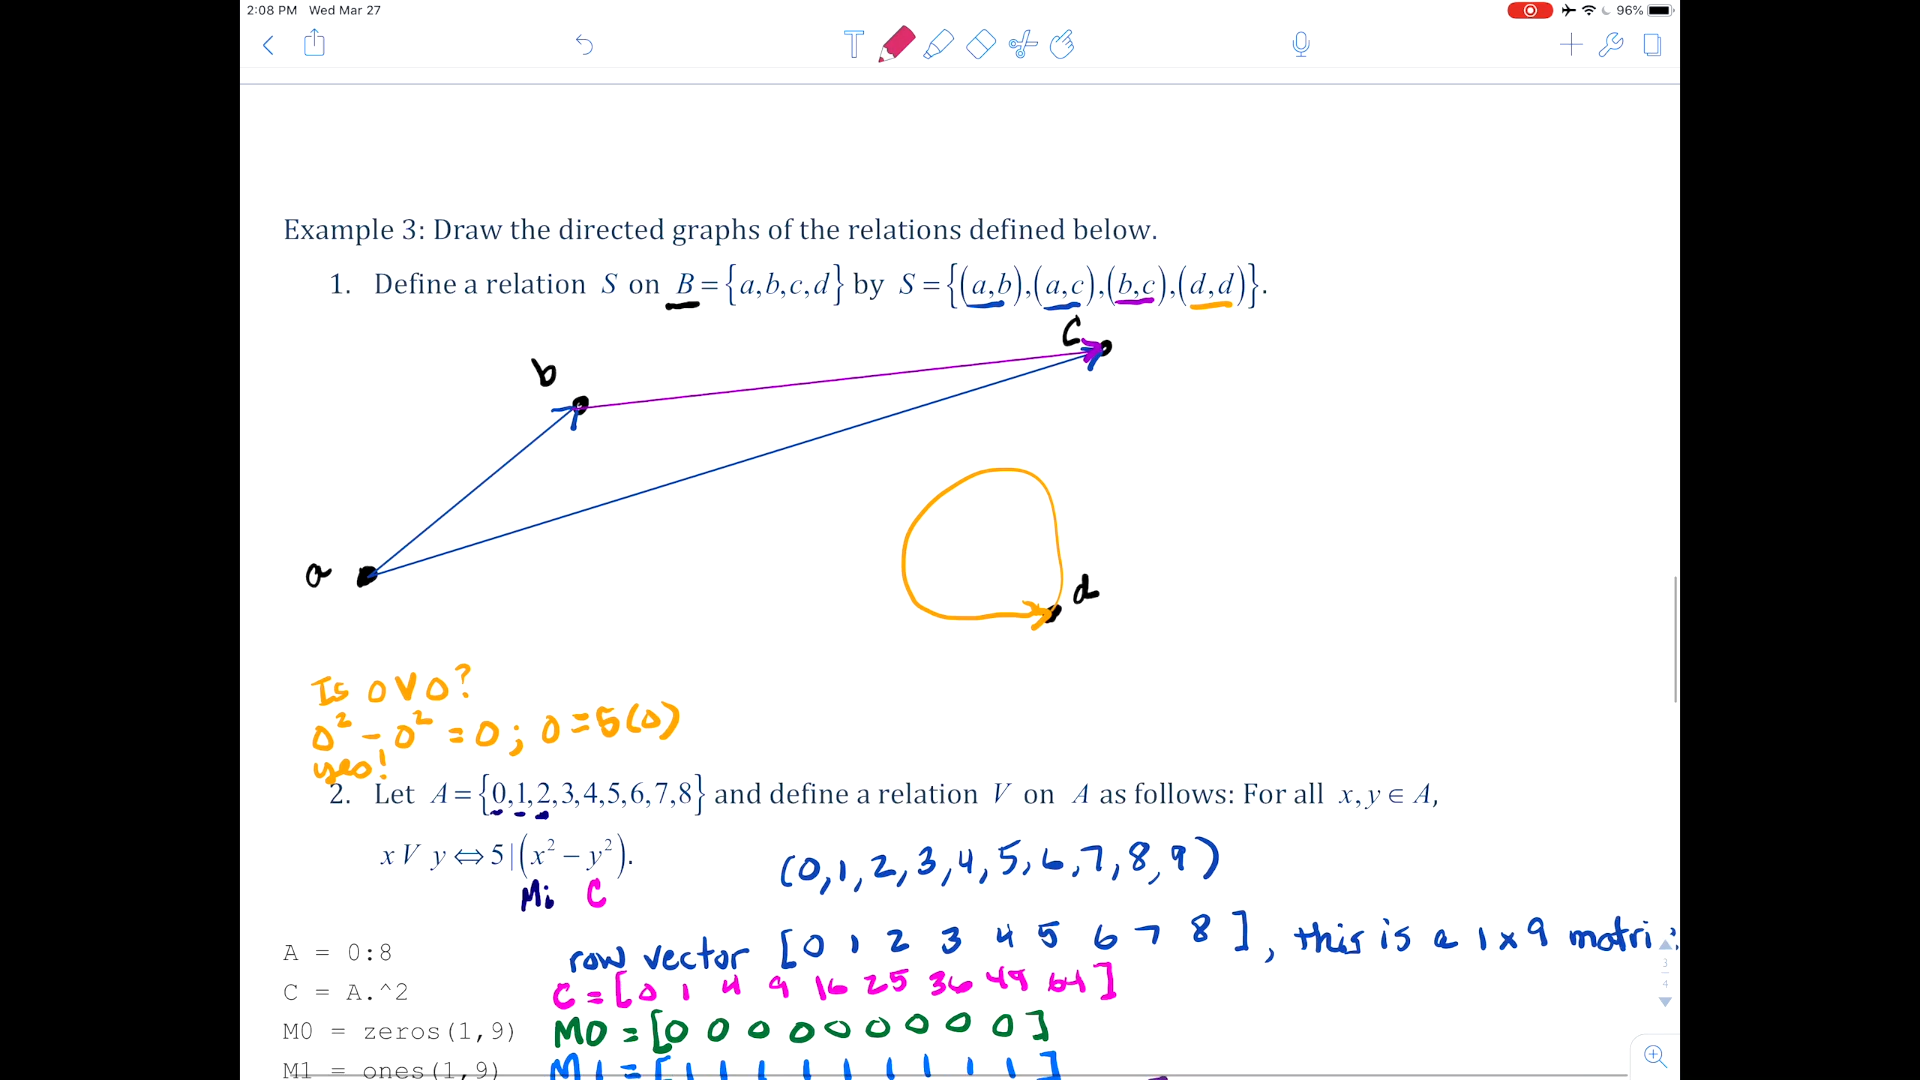 2:08 PM Wed Mar 27
96%
T
Example 3: Draw the directed graphs of the relations defined below.
1. Define a relation S on B = {a,b,c,d} by S = {(a,b),(a,c),(b,c),(d,d)}.
c
b
a
d
Is 0 V 0?
0² - 0² = 0 ; 0 = 5(0)
yes!
2. Let A = {0,1,2,3,4,5,6,7,8} and define a relation V on A as follows: For all x, y ∈ A,
x V y ⇔ 5 | (x² − y²).
(0,1,2,3,4,5,6,7,8,9)
C
A = 0:8
row vector [0 1 2 3 4 5 6 7 8], this is a 1x9 matri
C = A.^2
C = [0 1 4 9 16 25 36 49 64]
M0 = zeros(1,9)
M0 = [0 0 0 0 0 0 0 0 0]
M1 = ones(1,9)
M1 = [1 1 1 1 1 1 1 1 1]
3
4